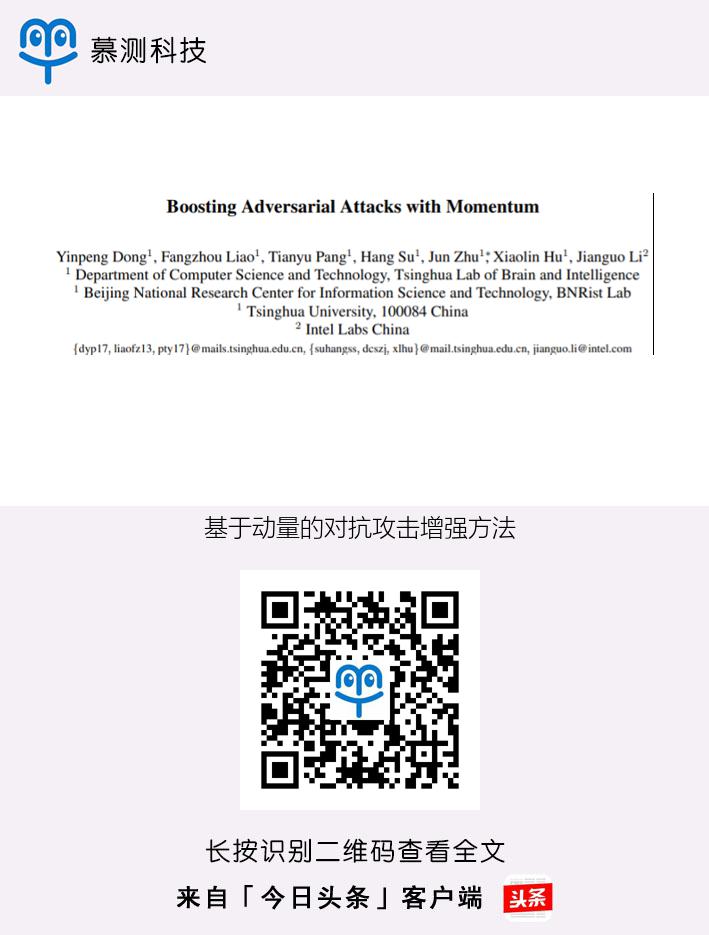 慕测科技
Boosting Adversarial Attacks with Momentum
Yinpeng Dong1, Fangzhou Liao1, Tianyu Pang1, Hang Su1, Jun Zhu1*, Xiaolin Hu1, Jianguo Li2
1 Department of Computer Science and Technology, Tsinghua Lab of Brain and Intelligence
1 Beijing National Research Center for Information Science and Technology, BNRist Lab
1 Tsinghua University, 100084 China
2 Intel Labs China
{dyp17, liaofz13, pty17}@mails.tsinghua.edu.cn, {suhangss, dcszj, xlhu}@mail.tsinghua.edu.cn, jianguo.li@intel.com
基于动量的对抗攻击增强方法
长按识别二维码查看全文
来自「今日头条」客户端 头条